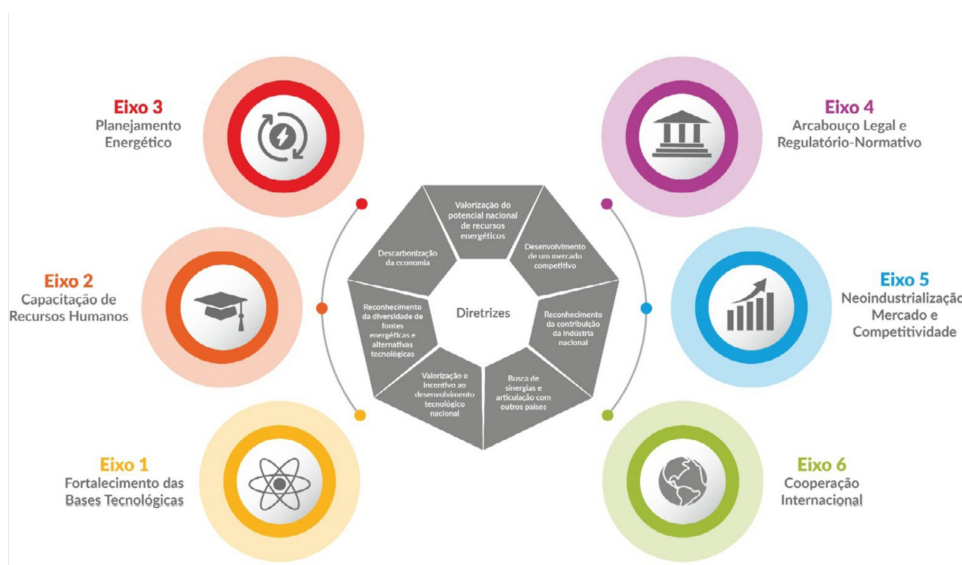 Eixo 3
Planejamento
Energético
Eixo 4
Arcabouço Legal e
Regulatório-Normativo
Eixo 2
Capacitação de
Recursos Humanos
Eixo 5
Neoindustrialização
Mercado e
Competitividade
Eixo 1
Fortalecimento das
Bases Tecnológicas
Eixo 6
Cooperação
Internacional
Diretrizes
Valorização do
potencial nacional
de recursos
energéticos
Desenvolvimento
de um mercado
competitivo
Reconhecimento
da contribuição
da indústria
nacional
Busca de
sinergias e
articulação com
outros países
Valorização e
incentivo ao
desenvolvimento
tecnológico
nacional
Reconhecimento
da diversidade de
fontes
energéticas e
alternativas
tecnológicas
Descarbonização
da economia